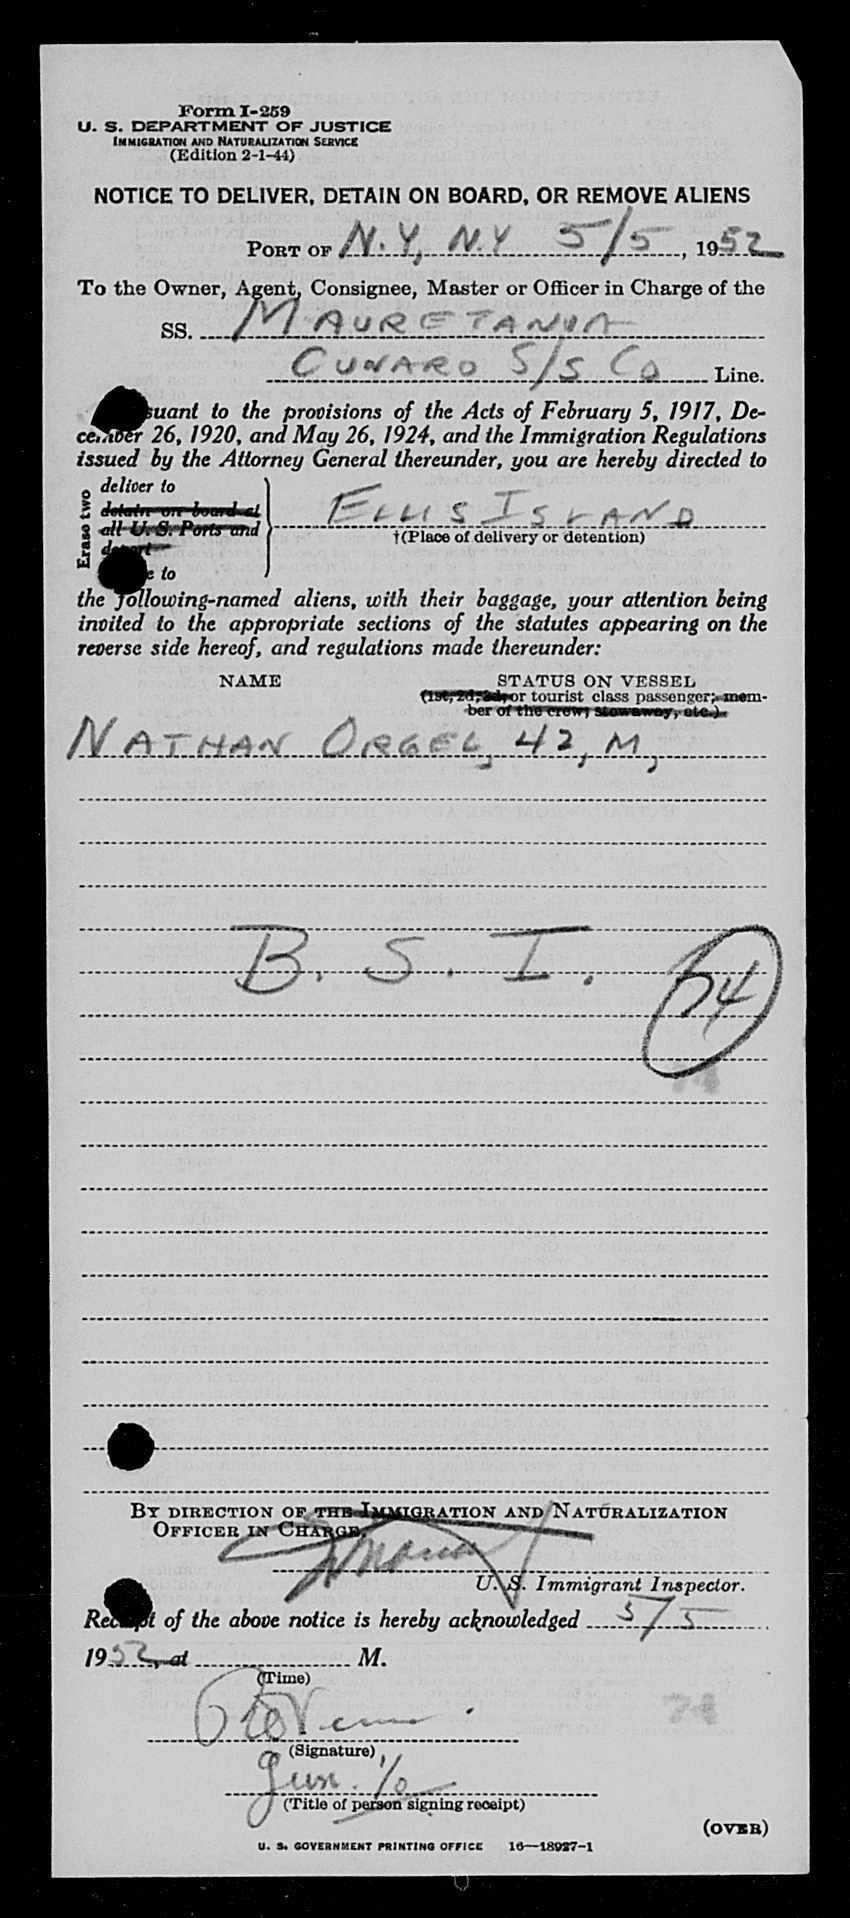 Form I-259
U. S. DEPARTMENT OF JUSTICE
IMMIGRATION AND NATURALIZATION SERVICE
(Edition 2-1-44)
NOTICE TO DELIVER, DETAIN ON BOARD, OR REMOVE ALIENS
PORT OF N.Y., N.Y 5/5, 1952
To the Owner, Agent, Consignee, Master or Officer in Charge of the
SS. MAURETANIA
CUNARD S/S CO Line.
suant to the provisions of the Acts of February 5, 1917, De-
cember 26, 1920, and May 26, 1924, and the Immigration Regulations
issued by the Attorney General thereunder, you are hereby directed to
Erase two
deliver to
detain on board at
all U. S. Ports and
ELLIS ISLAND
†(Place of delivery or detention)
to
the following-named aliens, with their baggage, your attention being
invited to the appropriate sections of the statutes appearing on the
reverse side hereof, and regulations made thereunder:
NAME STATUS ON VESSEL
(1st, 2d, 3d, or tourist class passenger; mem-
ber of the crew; stowaway, etc.)
NATHAN ORGEL, 42, M,
B. S. I.
74
BY DIRECTION OF THE IMMIGRATION AND NATURALIZATION
OFFICER IN CHARGE.
U. S. Immigrant Inspector.
Receipt of the above notice is hereby acknowledged 5/5
1952, at M.
(Time)
(Signature)
(Title of person signing receipt)
(OVER)
U. S. GOVERNMENT PRINTING OFFICE 16—18927-1